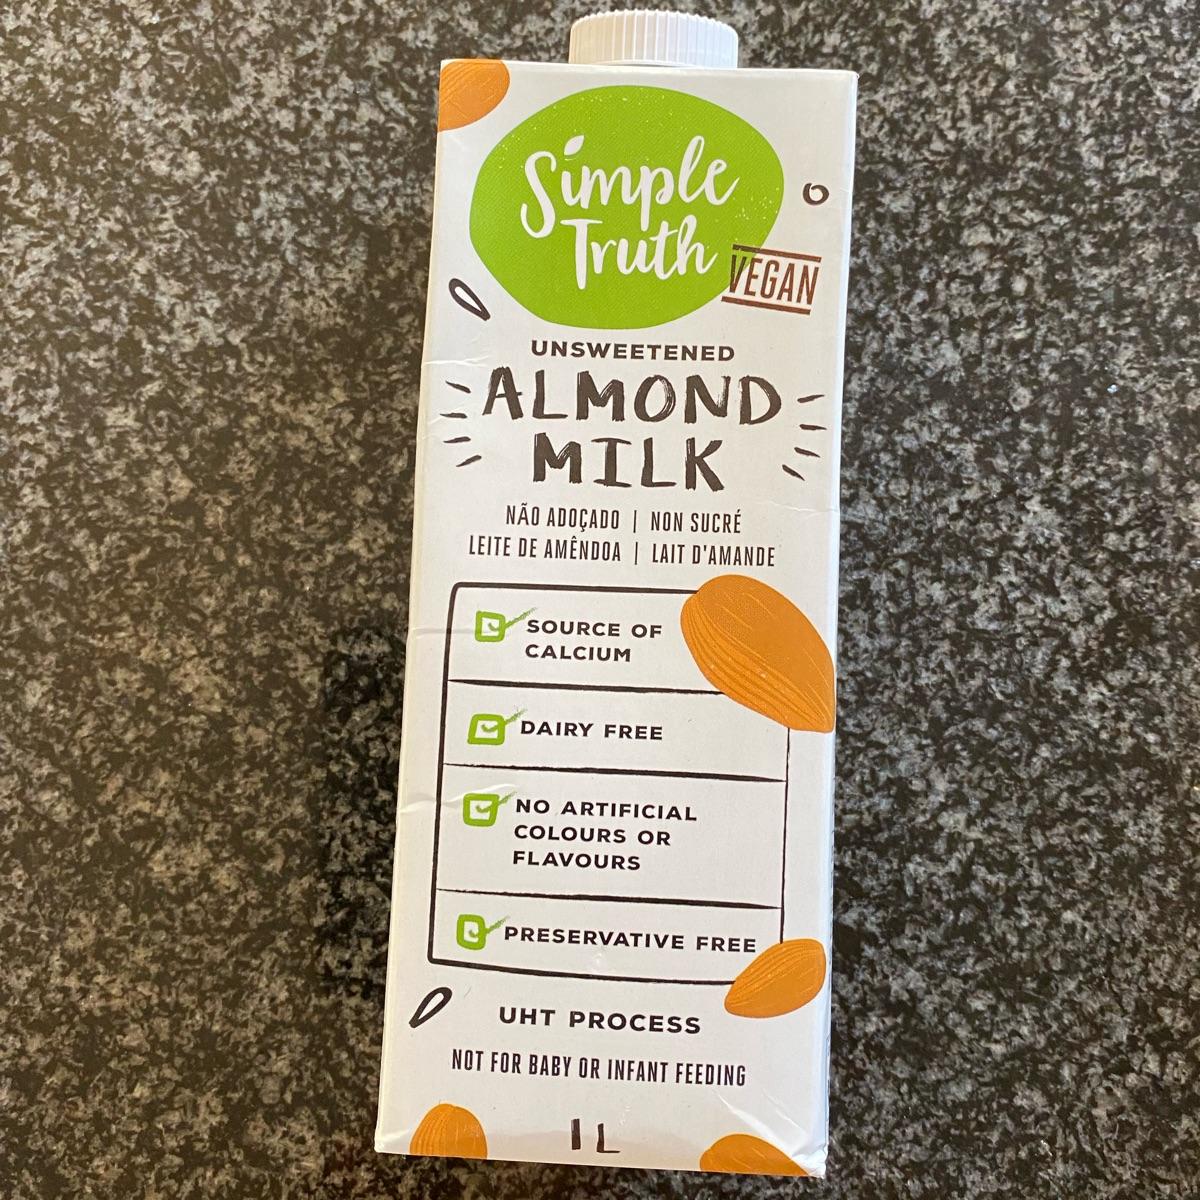 Simple
Truth
VEGAN
UNSWEETENED
ALMOND
MILK
NÃO ADOÇADO | NON SUCRÉ
LEITE DE AMÊNDOA | LAIT D'AMANDE
SOURCE OF
CALCIUM
DAIRY FREE
NO ARTIFICIAL
COLOURS OR
FLAVOURS
PRESERVATIVE FREE
UHT PROCESS
NOT FOR BABY OR INFANT FEEDING
1L